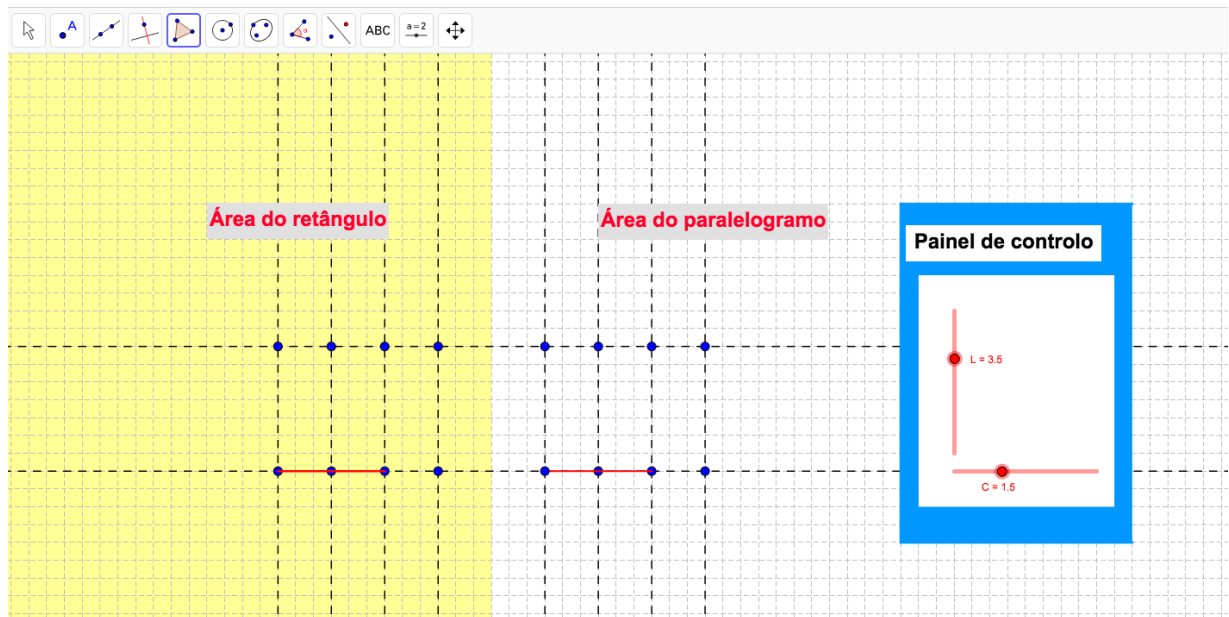 A
α
ABC
a=2
Área do retângulo
Área do paralelogramo
Painel de controlo
L = 3.5
C = 1.5